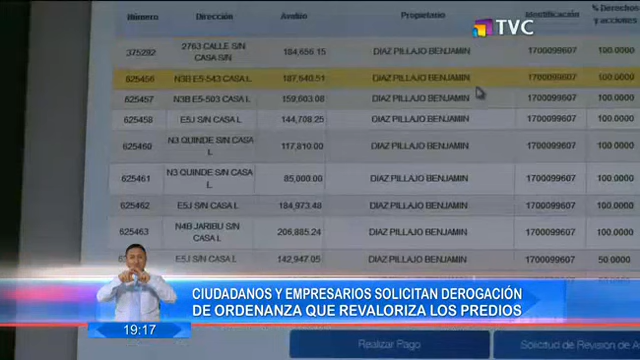 TVC
Número Dirección Avalúo Propietario Identificación % Derechos y acciones
375292 2763 CALLE S/N CASA S/N 184,656.15 DIAZ PILLAJO BENJAMIN 1700099607 100.0000
625456 N3B E5-543 CASA L 187,640.51 DIAZ PILLAJO BENJAMIN 1700099607 100.0000
625457 N3B E5-503 CASA L 159,603.08 DIAZ PILLAJO BENJAMIN 1700099607 100.0000
625458 E5J S/N CASA L 144,708.25 DIAZ PILLAJO BENJAMIN 1700099607 100.0000
625460 N3 QUINDE S/N CASA L 117,810.00 DIAZ PILLAJO BENJAMIN 1700099607 100.0000
625461 N3 QUINDE S/N CASA L 85,000.00 DIAZ PILLAJO BENJAMIN 1700099607 100.0000
625462 E5J S/N CASA L 184,973.48 DIAZ PILLAJO BENJAMIN 1700099607 100.0000
625463 N4B JARIBU S/N CASA L 206,885.24 DIAZ PILLAJO BENJAMIN 1700099607 100.0000
E5J S/N CASA L 142,947.05 DIAZ PILLAJO BENJAMIN 1700099607 50.0000
CIUDADANOS Y EMPRESARIOS SOLICITAN DEROGACIÓN
DE ORDENANZA QUE REVALORIZA LOS PREDIOS
19:17
Realizar Pago
Solicitud de Revisión de